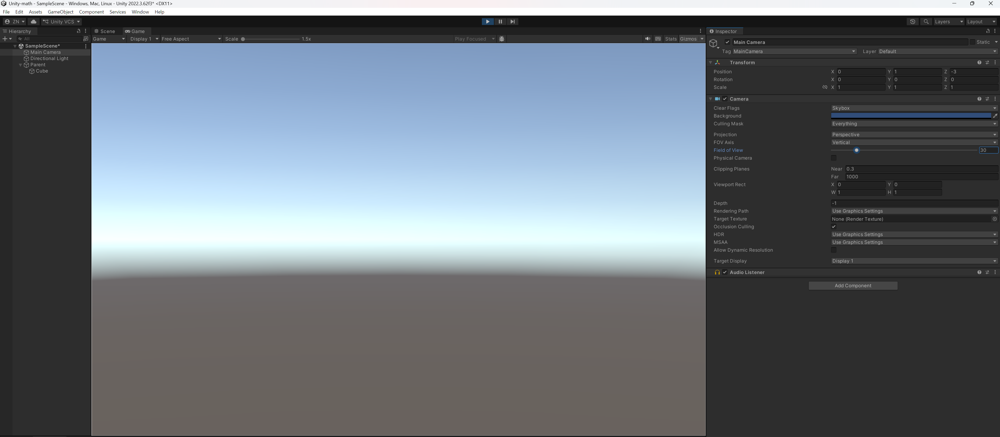 Unity-math - SampleScene - Windows, Mac, Linux - Unity 2022.3.62f3* <DX11>
File Edit Assets GameObject Component Services Window Help
ZN Unity VCS Layers Layout
Hierarchy
All
SampleScene*
Main Camera
Directional Light
Parent
Cube
Scene Game
Game Display 1 Free Aspect Scale 1.5x Play Focused Stats Gizmos
Inspector
Main Camera Static
Tag MainCamera Layer Default
Transform
Position X 0 Y 1 Z -3
Rotation X 0 Y 0 Z 0
Scale X 1 Y 1 Z 1
Camera
Clear Flags Skybox
Background
Culling Mask Everything
Projection Perspective
FOV Axis Vertical
Field of View 30
Physical Camera
Clipping Planes Near 0.3
Far 1000
Viewport Rect X 0 Y 0
W 1 H 1
Depth -1
Rendering Path Use Graphics Settings
Target Texture None (Render Texture)
Occlusion Culling
HDR Use Graphics Settings
MSAA Use Graphics Settings
Allow Dynamic Resolution
Target Display Display 1
Audio Listener
Add Component